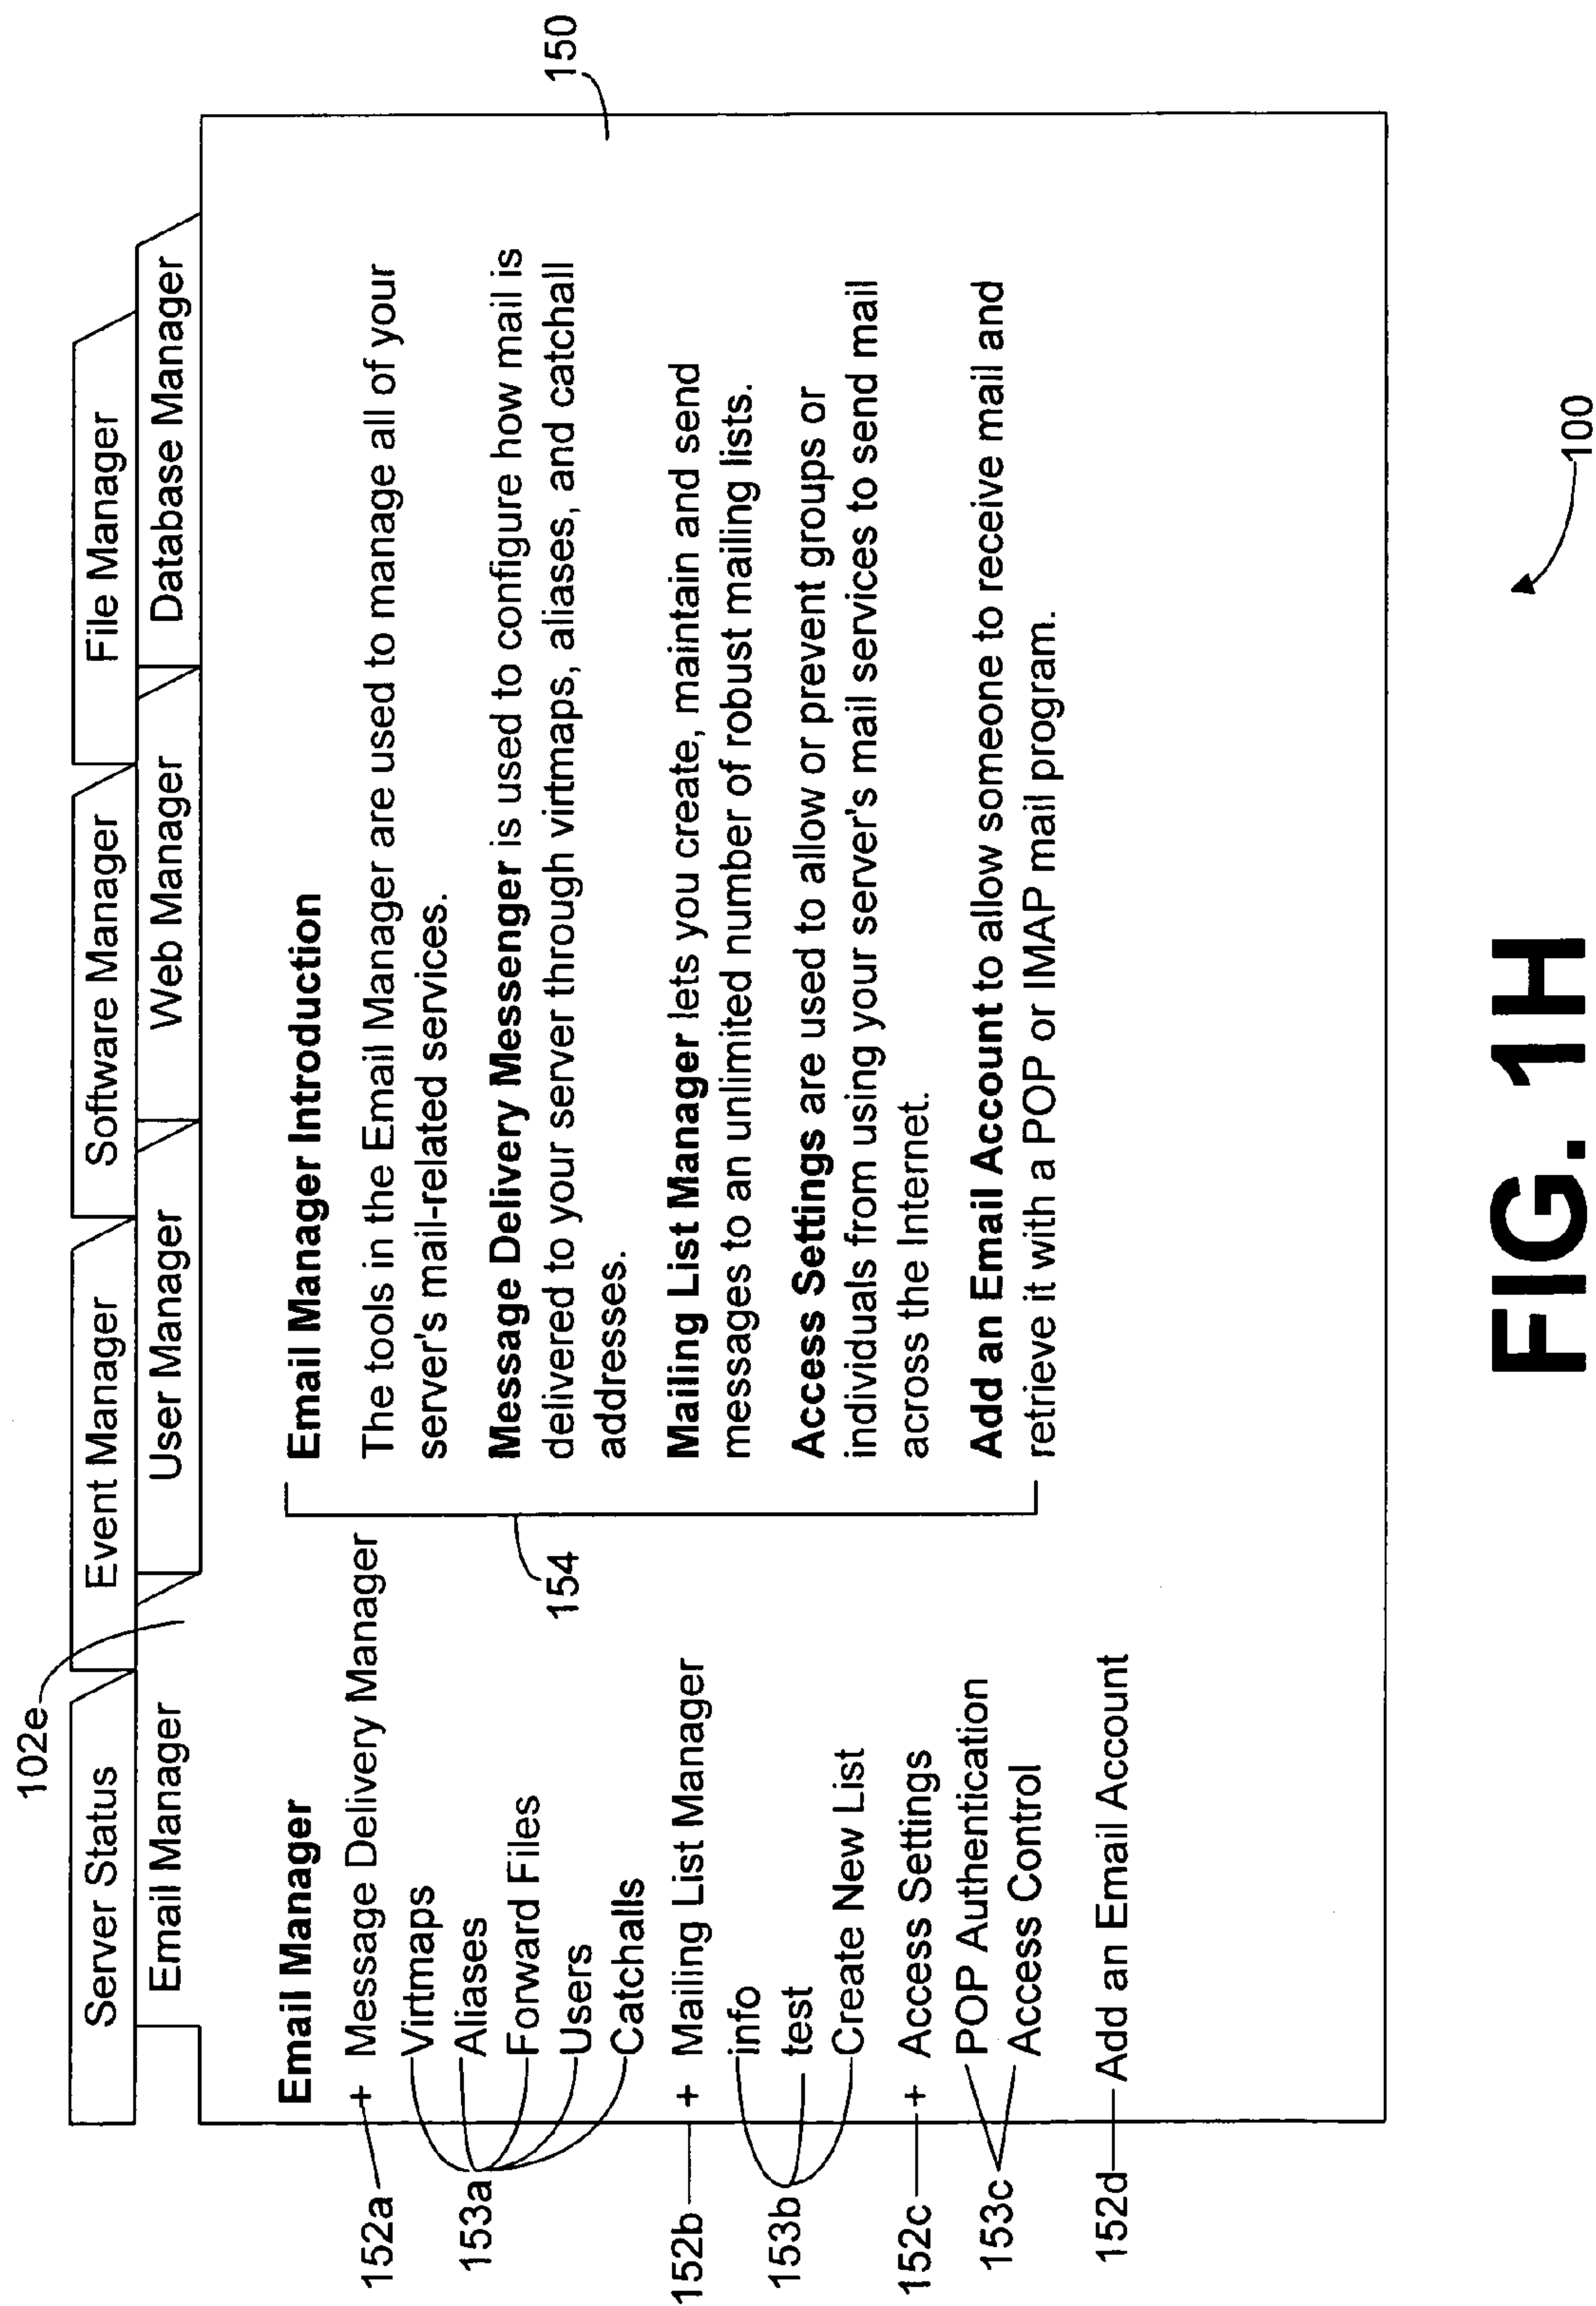 102e
Server Status
Event Manager
Software Manager
File Manager
Email Manager
User Manager
Web Manager
Database Manager
150
Email Manager
152a
+ Message Delivery Manager
153a
Virtmaps
Aliases
Forward Files
Users
Catchalls
152b
+ Mailing List Manager
153b
info
test
Create New List
152c
+ Access Settings
153c
POP Authentication
Access Control
152d
Add an Email Account
154
Email Manager Introduction
The tools in the Email Manager are used to manage all of your
server's mail-related services.
Message Delivery Messenger is used to configure how mail is
delivered to your server through virtmaps, aliases, and catchall
addresses.
Mailing List Manager lets you create, maintain and send
messages to an unlimited number of robust mailing lists.
Access Settings are used to allow or prevent groups or
individuals from using your server's mail services to send mail
across the Internet.
Add an Email Account to allow someone to receive mail and
retrieve it with a POP or IMAP mail program.
100
FIG. 1H